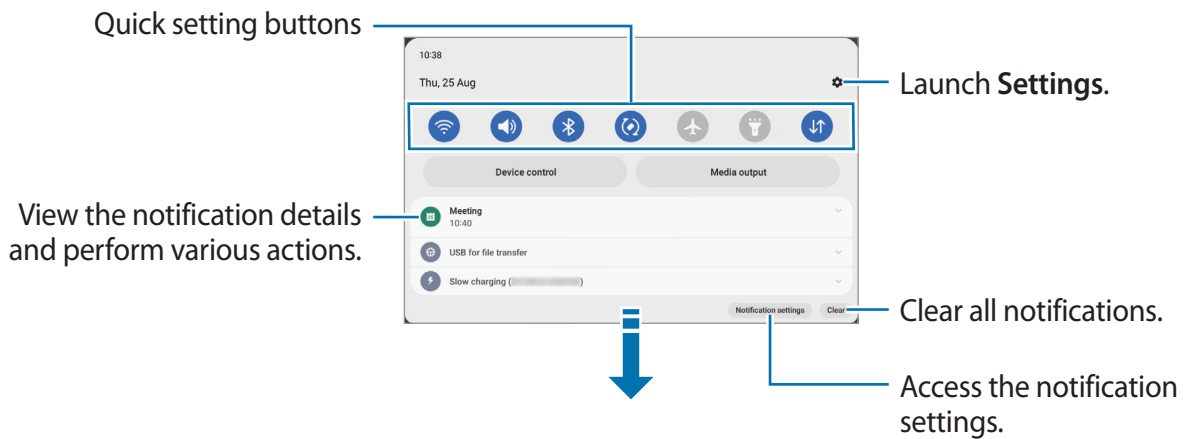 Quick setting buttons
10:38
Thu, 25 Aug
Launch Settings.
Device control
Media output
View the notification details
and perform various actions.
Meeting
10:40
USB for file transfer
Slow charging ( )
Notification settings
Clear
Clear all notifications.
Access the notification
settings.